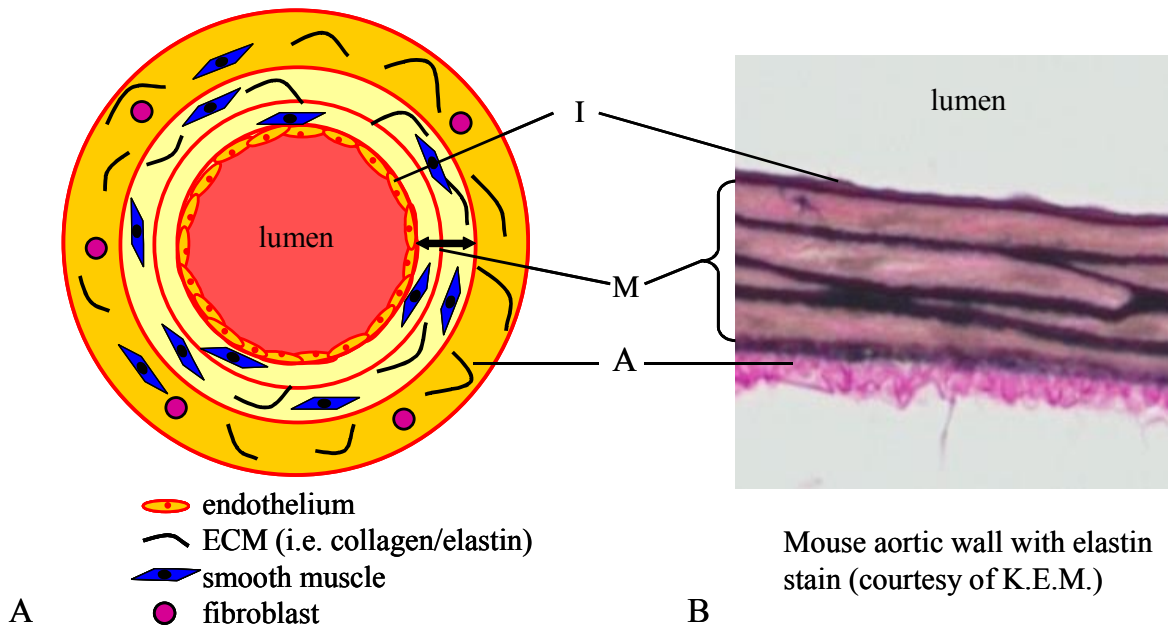 lumen
I
lumen
M
A
endothelium
ECM (i.e. collagen/elastin)
smooth muscle
fibroblast
A
Mouse aortic wall with elastin
stain (courtesy of K.E.M.)
B